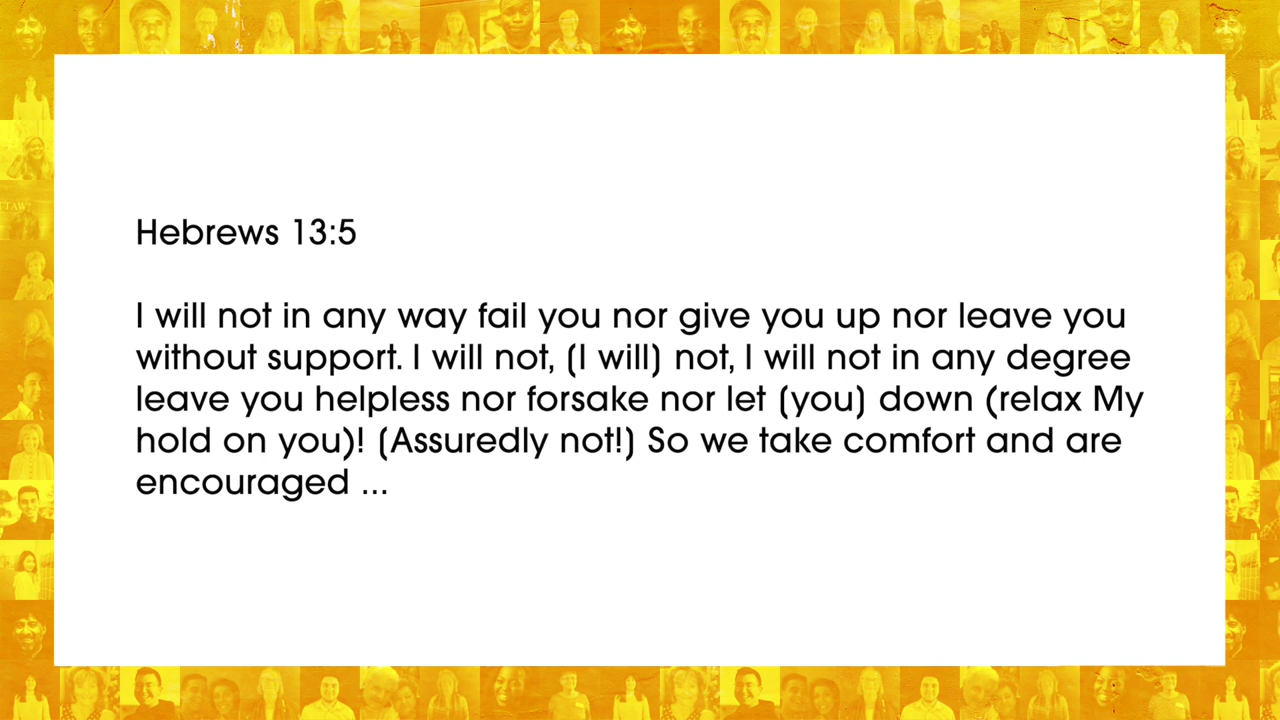 Hebrews 13:5
I will not in any way fail you nor give you up nor leave you
without support. I will not, (I will) not, I will not in any degree
leave you helpless nor forsake nor let (you) down (relax My
hold on you)! (Assuredly not!) So we take comfort and are
encouraged ...